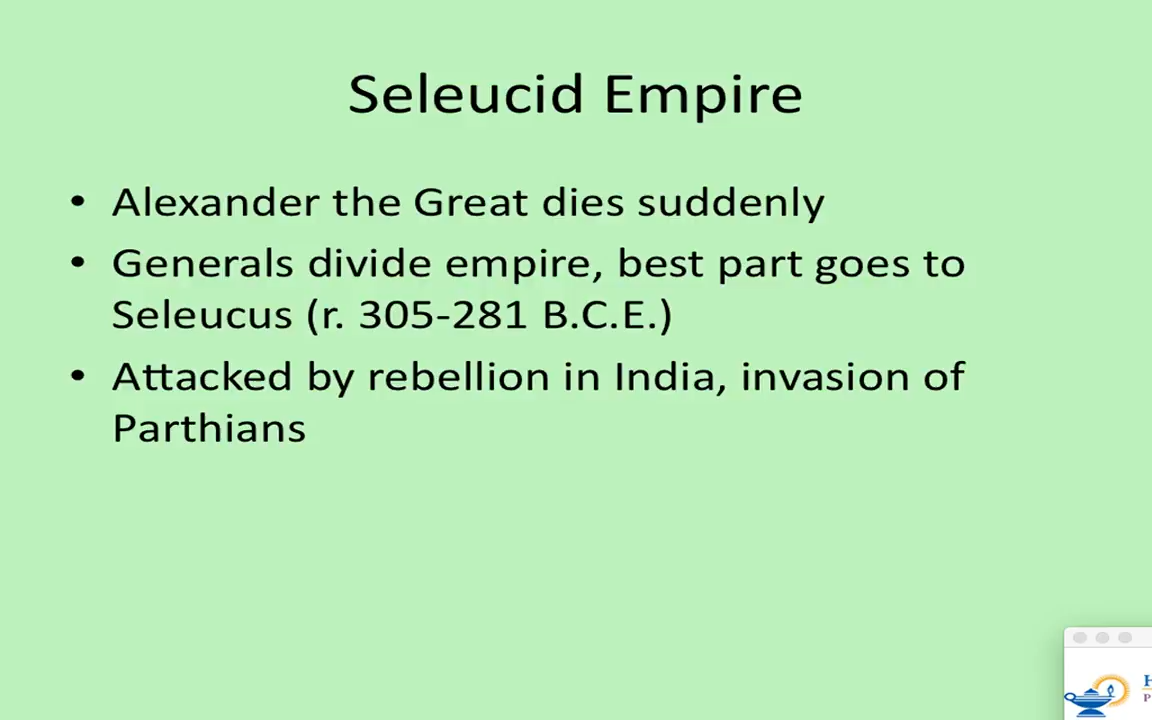 Seleucid Empire
• Alexander the Great dies suddenly
• Generals divide empire, best part goes to
Seleucus (r. 305-281 B.C.E.)
• Attacked by rebellion in India, invasion of
Parthians
H
P